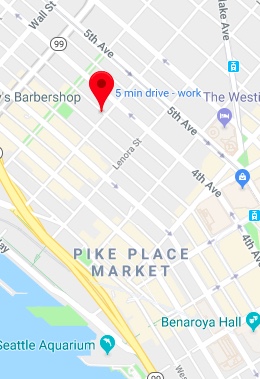 Wall St
99
5th Ave
ake Ave
y's Barbershop
5 min drive - work
The Westi
5th Ave
Lenora St
4th Ave
4th Ave
PIKE PLACE
MARKET
Benaroya Hall
Seattle Aquarium
99